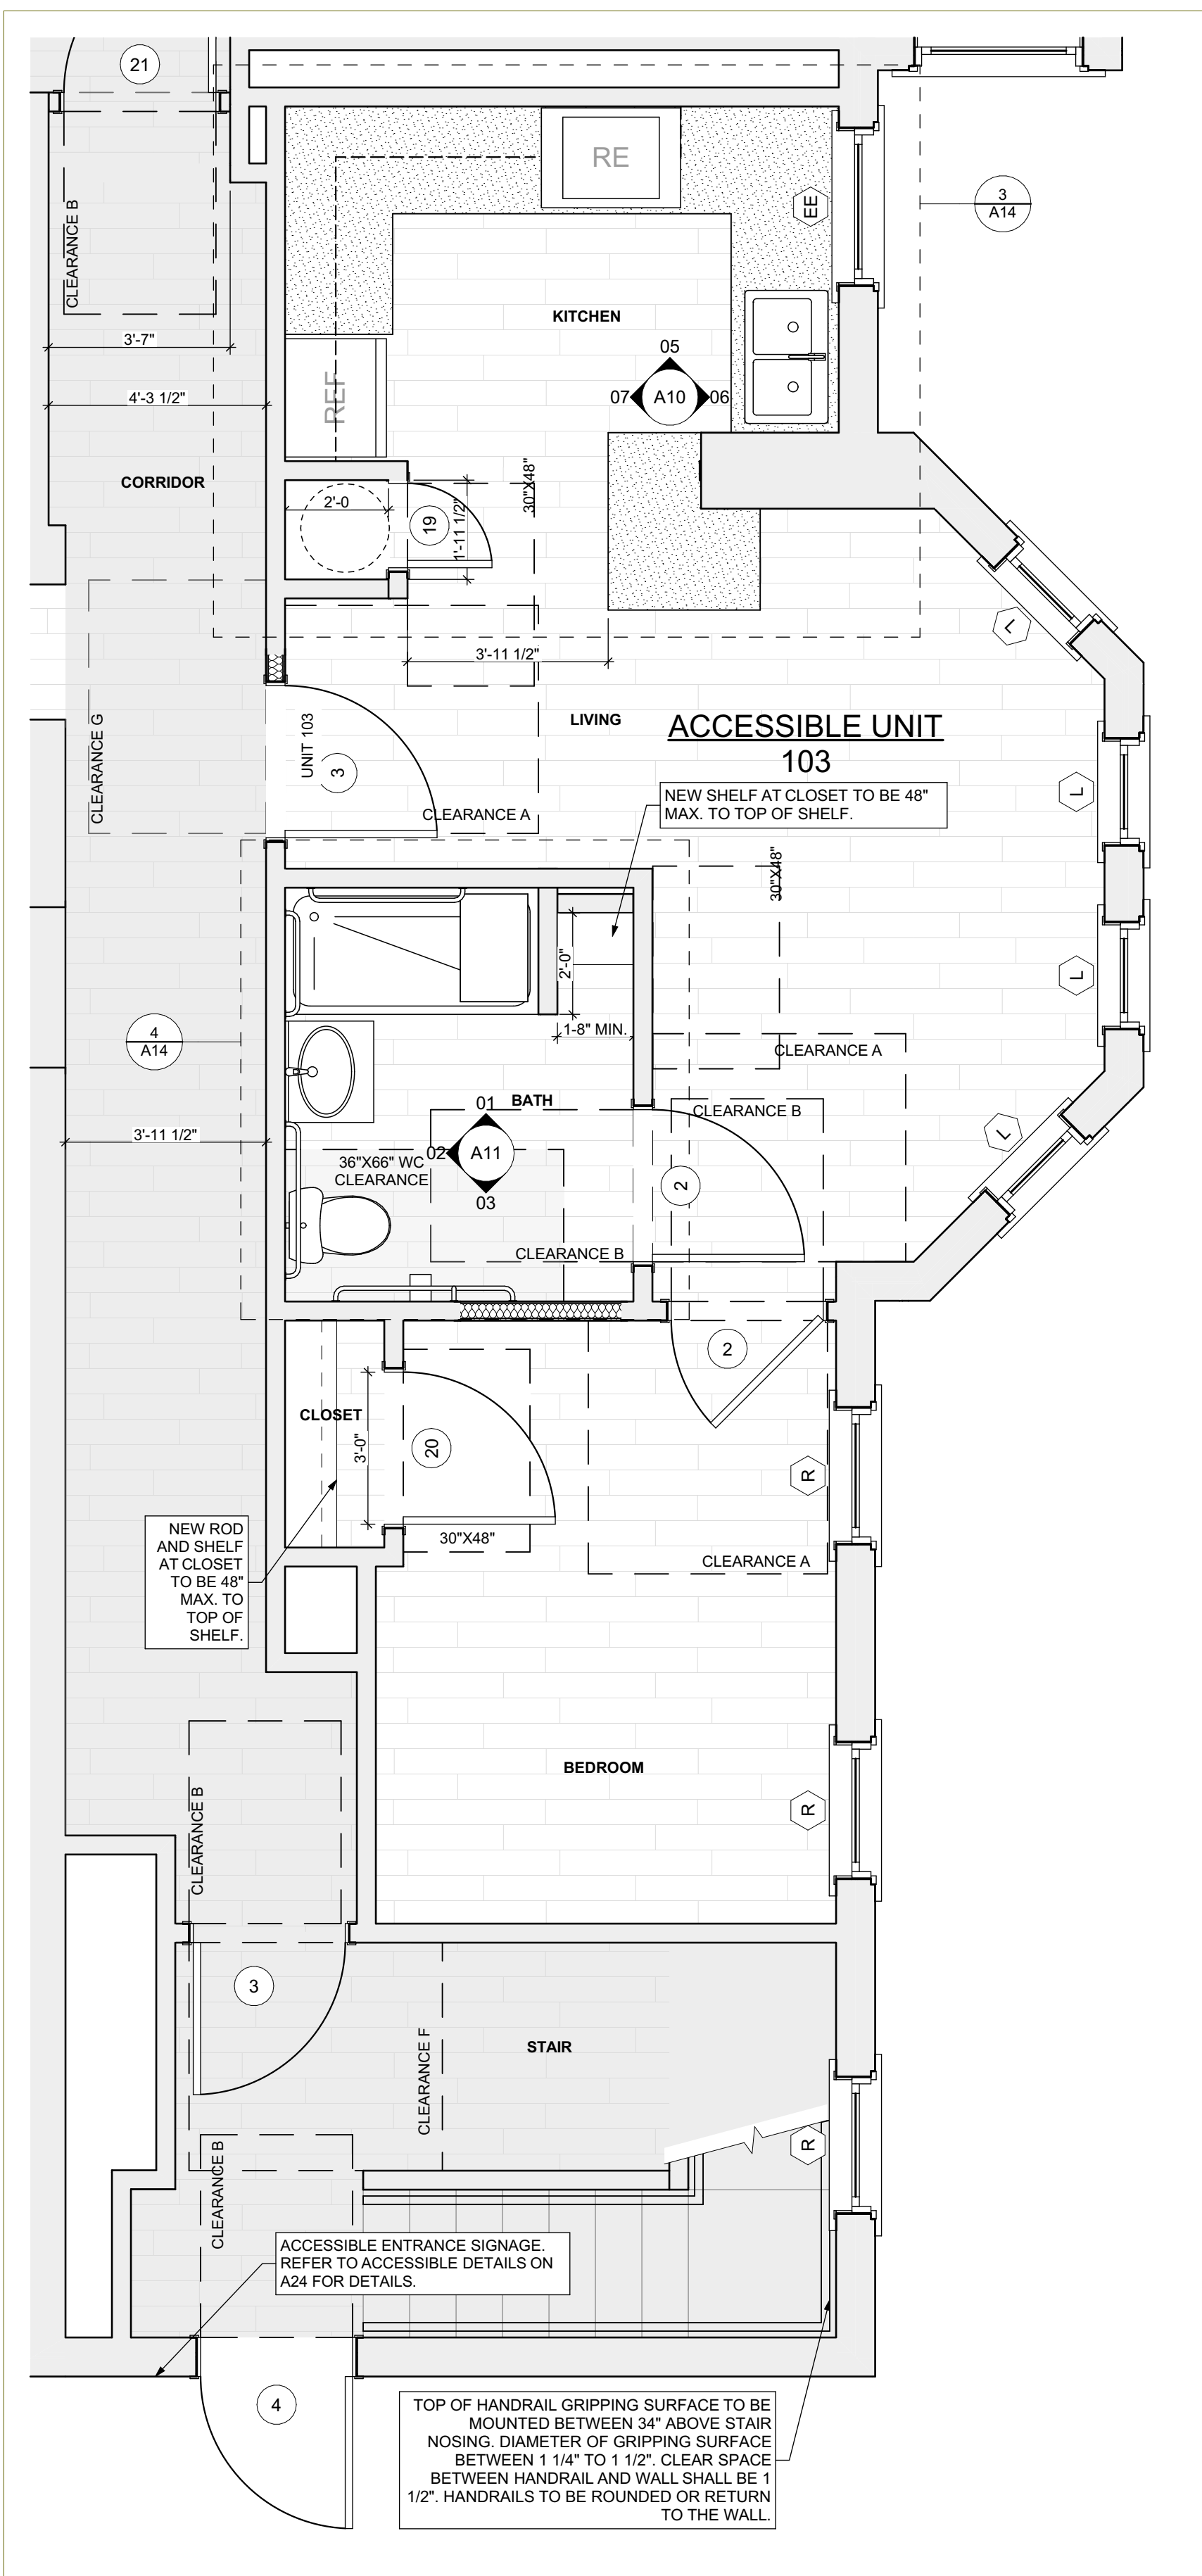 21
RE
CLEARANCE B
EE
3
A14
KITCHEN
3'-7"
05
REF
4'-3 1/2"
07
A10
06
CORRIDOR
30"X48"
2'-0
19
1'-11 1/2"
L
3'-11 1/2"
CLEARANCE G
UNIT 103
3
LIVING
ACCESSIBLE UNIT
103
L
NEW SHELF AT CLOSET TO BE 48"
MAX. TO TOP OF SHELF.
CLEARANCE A
30"X48"
2'-0"
L
4
A14
1-8" MIN.
CLEARANCE A
BATH
01
CLEARANCE B
3'-11 1/2"
L
02
A11
36"X66" WC
CLEARANCE
2
03
CLEARANCE B
2
CLOSET
3'-0"
20
R
30"X48"
CLEARANCE A
NEW ROD
AND SHELF
AT CLOSET
TO BE 48"
MAX. TO
TOP OF
SHELF.
BEDROOM
CLEARANCE B
R
3
CLEARANCE F
STAIR
R
CLEARANCE B
ACCESSIBLE ENTRANCE SIGNAGE.
REFER TO ACCESSIBLE DETAILS ON
A24 FOR DETAILS.
4
TOP OF HANDRAIL GRIPPING SURFACE TO BE
MOUNTED BETWEEN 34" ABOVE STAIR
NOSING. DIAMETER OF GRIPPING SURFACE
BETWEEN 1 1/4" TO 1 1/2". CLEAR SPACE
BETWEEN HANDRAIL AND WALL SHALL BE 1
1/2". HANDRAILS TO BE ROUNDED OR RETURN
TO THE WALL.